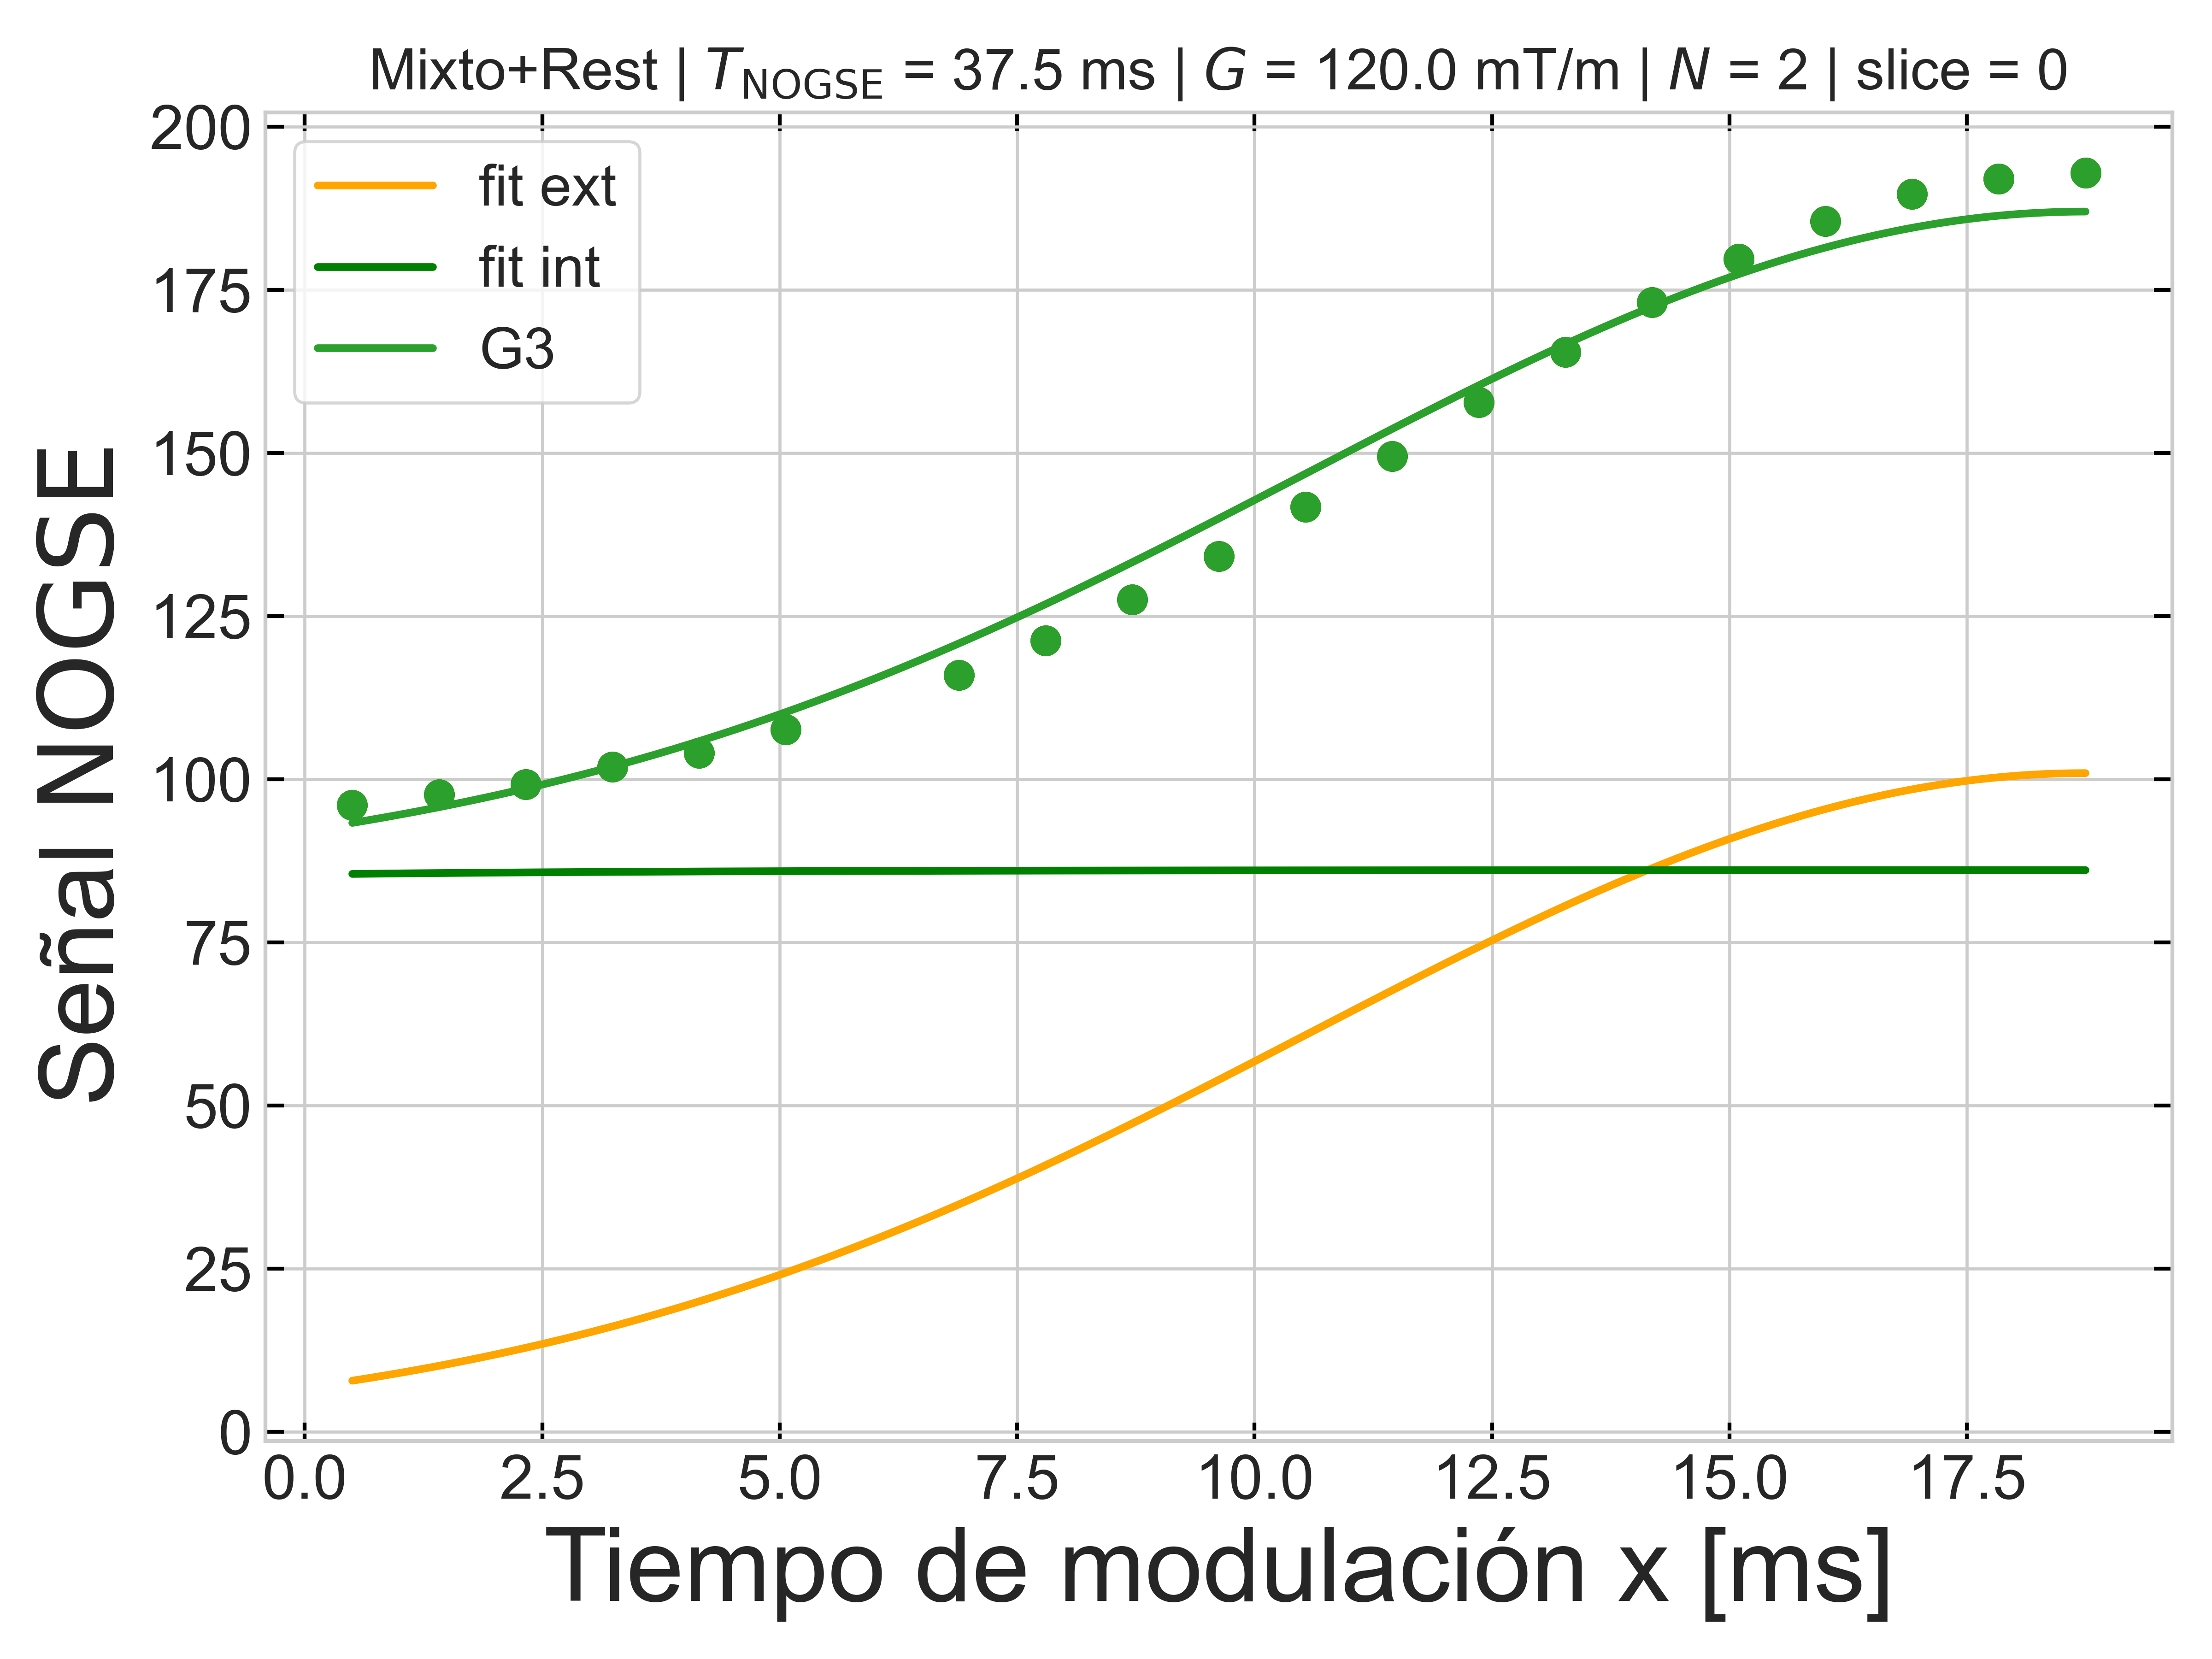 Mixto+Rest | T_NOGSE = 37.5 ms | G = 120.0 mT/m | N = 2 | slice = 0
200
175
150
125
100
75
50
25
0
fit ext
fit int
G3
Señal NOGSE
0.0 2.5 5.0 7.5 10.0 12.5 15.0 17.5
Tiempo de modulación x [ms]